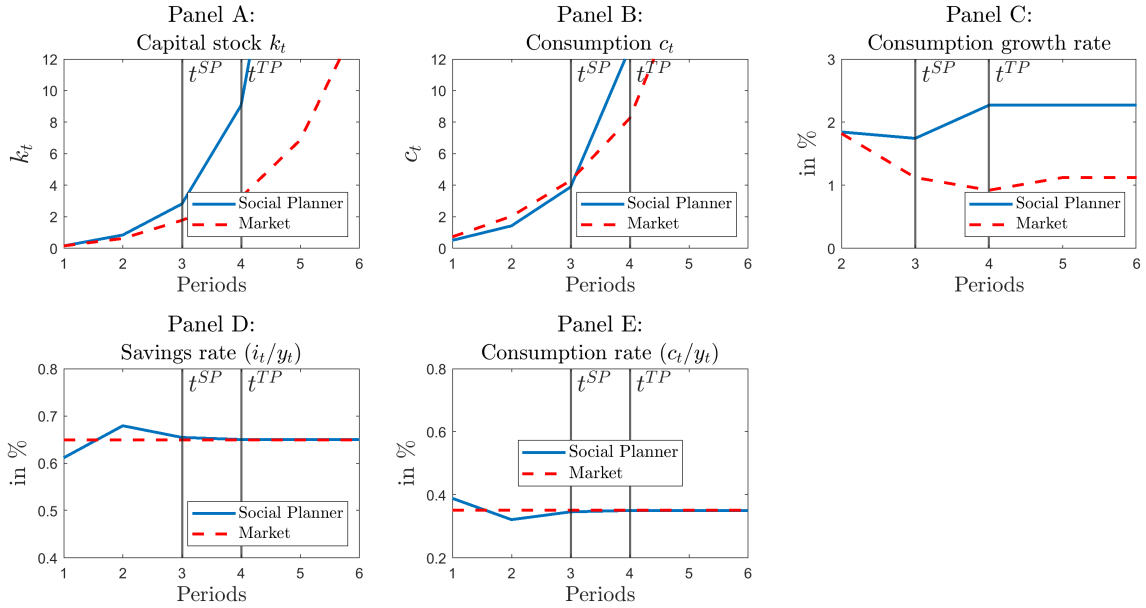 Panel A:
Capital stock k_t
12
10
8
6
4
2
0
k_t
t^{SP}
t^{TP}
Social Planner
Market
1 2 3 4 5 6
Periods
Panel B:
Consumption c_t
12
10
8
6
4
2
0
c_t
t^{SP}
t^{TP}
Social Planner
Market
1 2 3 4 5 6
Periods
Panel C:
Consumption growth rate
3
2
1
0
in %
t^{SP}
t^{TP}
Social Planner
Market
2 3 4 5 6
Periods
Panel D:
Savings rate (i_t/y_t)
0.8
0.7
0.6
0.5
0.4
in %
t^{SP}
t^{TP}
Social Planner
Market
1 2 3 4 5 6
Periods
Panel E:
Consumption rate (c_t/y_t)
0.8
0.6
0.4
0.2
in %
t^{SP}
t^{TP}
Social Planner
Market
1 2 3 4 5 6
Periods